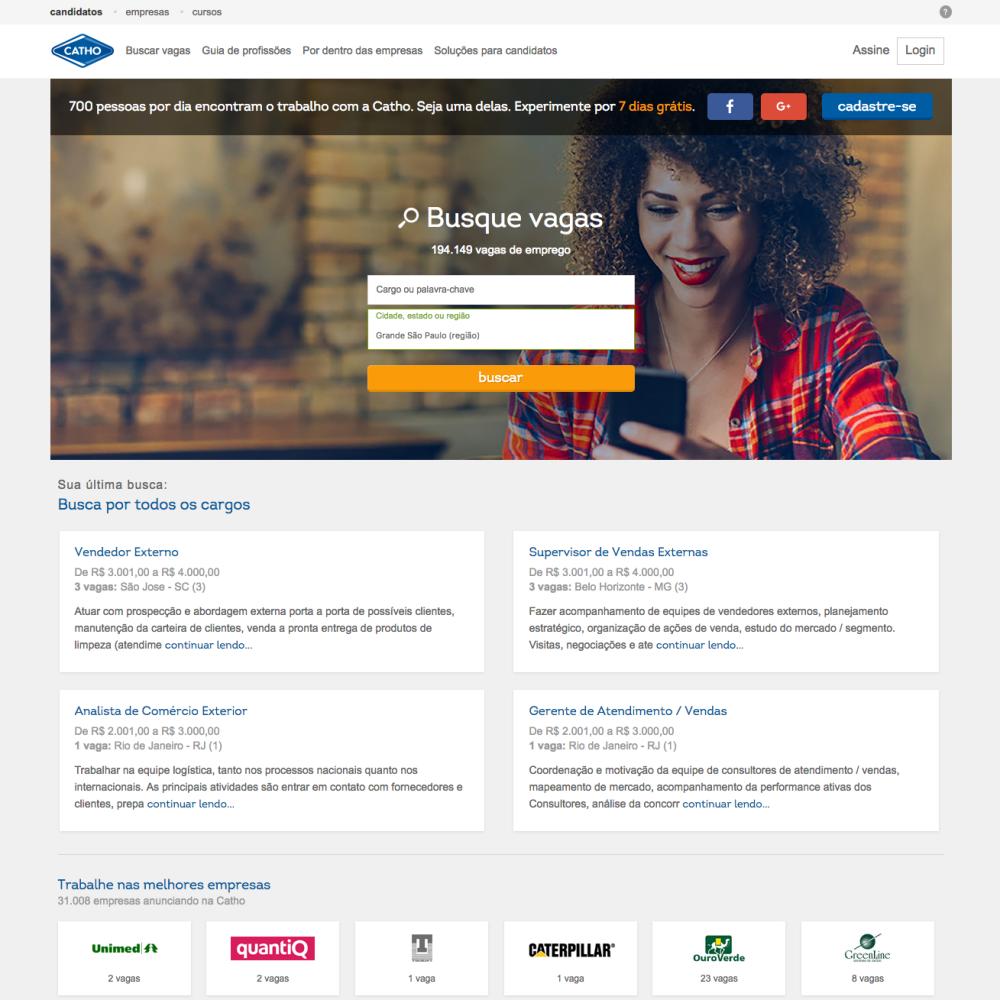 candidatos empresas cursos ?
CATHO Buscar vagas Guia de profissões Por dentro das empresas Soluções para candidatos Assine Login
700 pessoas por dia encontram o trabalho com a Catho. Seja uma delas. Experimente por 7 dias grátis. f G+ cadastre-se
Busque vagas
194.149 vagas de emprego
Cargo ou palavra-chave
Cidade, estado ou região
Grande São Paulo (região)
buscar
Sua última busca:
Busca por todos os cargos
Vendedor Externo
De R$ 3.001,00 a R$ 4.000,00
3 vagas: São Jose - SC (3)
Atuar com prospecção e abordagem externa porta a porta de possíveis clientes,
manutenção da carteira de clientes, venda a pronta entrega de produtos de
limpeza (atendime continuar lendo...
Supervisor de Vendas Externas
De R$ 3.001,00 a R$ 4.000,00
3 vagas: Belo Horizonte - MG (3)
Fazer acompanhamento de equipes de vendedores externos, planejamento
estratégico, organização de ações de venda, estudo do mercado / segmento.
Visitas, negociações e ate continuar lendo...
Analista de Comércio Exterior
De R$ 2.001,00 a R$ 3.000,00
1 vaga: Rio de Janeiro - RJ (1)
Trabalhar na equipe logística, tanto nos processos nacionais quanto nos
internacionais. As principais atividades são entrar em contato com fornecedores e
clientes, prepa continuar lendo...
Gerente de Atendimento / Vendas
De R$ 2.001,00 a R$ 3.000,00
1 vaga: Rio de Janeiro - RJ (1)
Coordenação e motivação da equipe de consultores de atendimento / vendas,
mapeamento de mercado, acompanhamento da performance ativas dos
Consultores, análise da concorr continuar lendo...
Trabalhe nas melhores empresas
31.008 empresas anunciando na Catho
Unimed quantiQ CATERPILLAR® OuroVerde GreenLine
2 vagas 2 vagas 1 vaga 1 vaga 23 vagas 8 vagas